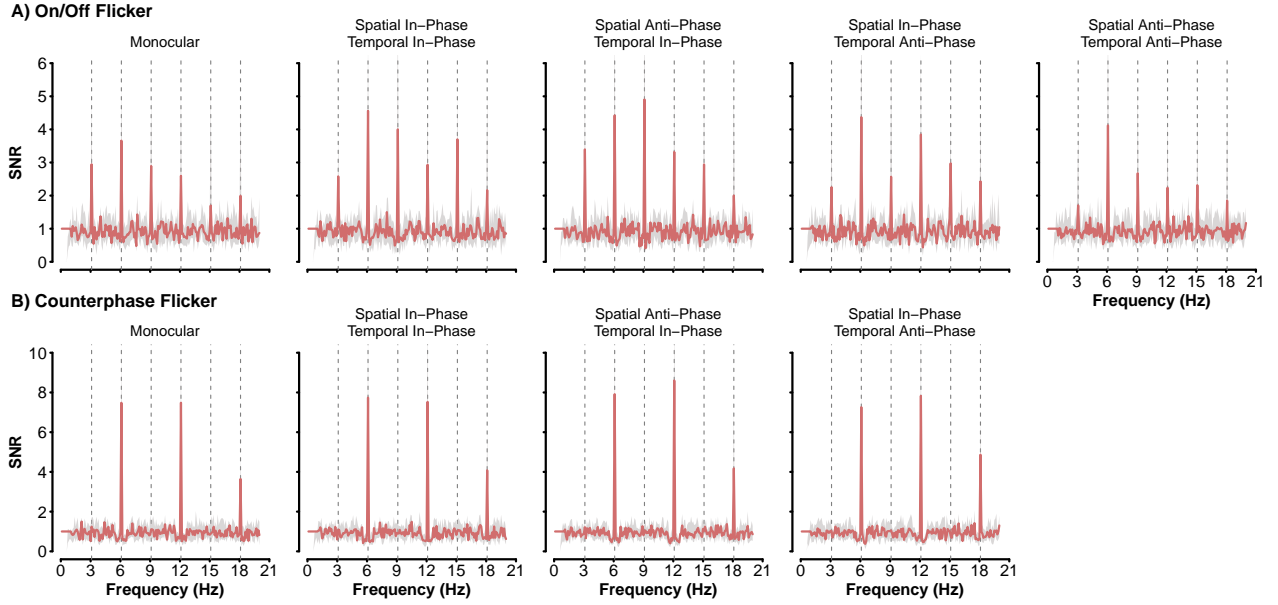 A) On/Off Flicker
Monocular
Spatial In−Phase
Temporal In−Phase
Spatial Anti−Phase
Temporal In−Phase
Spatial In−Phase
Temporal Anti−Phase
Spatial Anti−Phase
Temporal Anti−Phase
SNR
6
5
4
3
2
1
0
0 3 6 9 12 15 18 21
Frequency (Hz)
B) Counterphase Flicker
Monocular
Spatial In−Phase
Temporal In−Phase
Spatial Anti−Phase
Temporal In−Phase
Spatial In−Phase
Temporal Anti−Phase
SNR
10
8
6
4
2
0
0 3 6 9 12 15 18 21
Frequency (Hz)
0 3 6 9 12 15 18 21
Frequency (Hz)
0 3 6 9 12 15 18 21
Frequency (Hz)
0 3 6 9 12 15 18 21
Frequency (Hz)